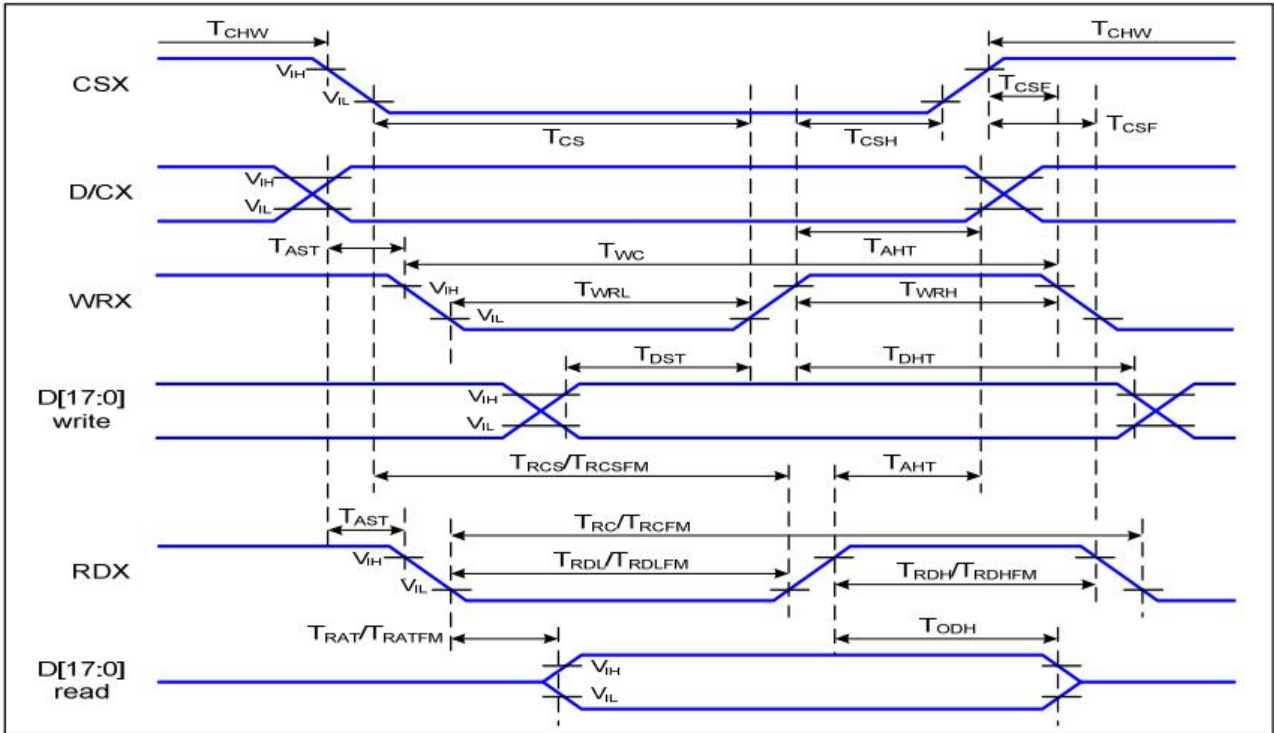 TCHW
TCHW
CSX
VIH
VIL
TCSF
TCS
TCSH
TCSF
D/CX
VIH
VIL
TAST
TWC
TAHT
WRX
VIH
TWRL
TWRH
VIL
TDST
TDHT
D[17:0]
write
VIH
VIL
TRCS/TRCSFM
TAHT
TAST
TRC/TRCFM
RDX
VIH
VIL
TRDL/TRDLFM
TRDH/TRDHFM
TRAT/TRATFM
TODH
D[17:0]
read
VIH
VIL